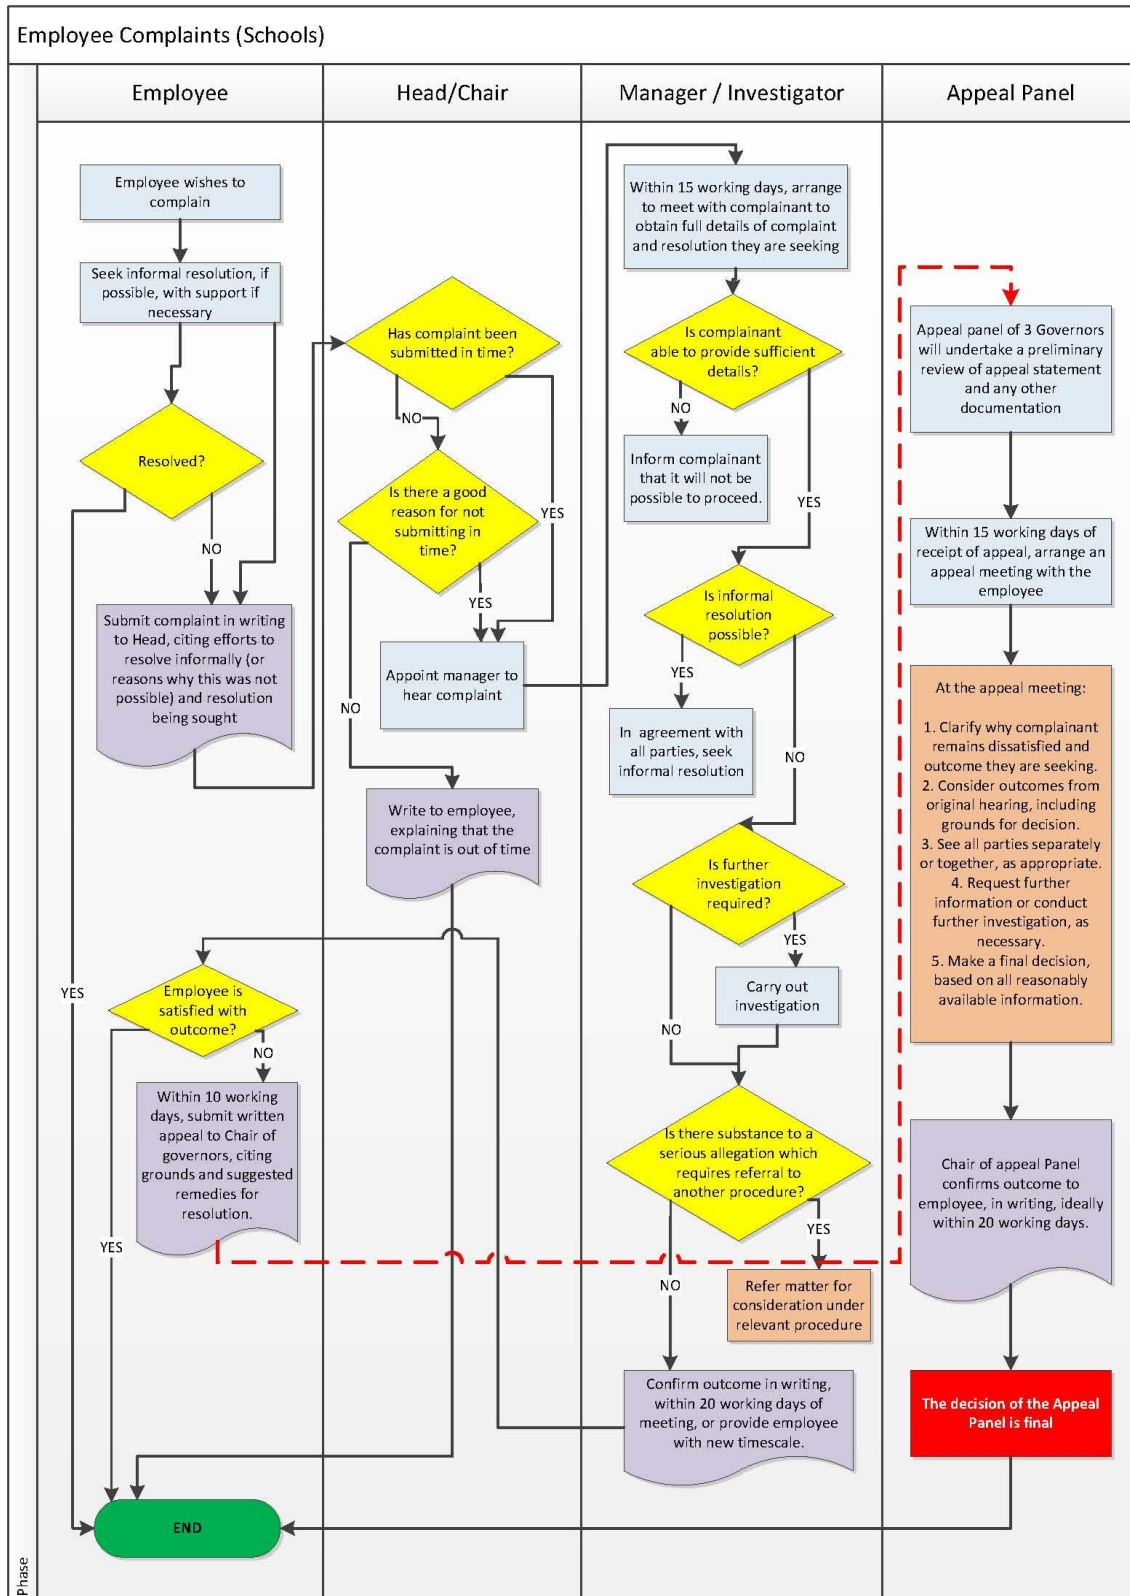 Employee Complaints (Schools)
Employee
Head/Chair
Manager / Investigator
Appeal Panel
Employee wishes to
complain
Seek informal resolution, if
possible, with support if
necessary
Resolved?
NO
YES
Submit complaint in writing
to Head, citing efforts to
resolve informally (or
reasons why this was not
possible) and resolution
being sought
Employee is
satisfied with
outcome?
NO
YES
Within 10 working
days, submit written
appeal to Chair of
governors, citing
grounds and suggested
remedies for
resolution.
END
Has complaint been
submitted in time?
NO
YES
Is there a good
reason for not
submitting in
time?
YES
NO
Appoint manager to
hear complaint
Write to employee,
explaining that the
complaint is out of time
Within 15 working days, arrange
to meet with complainant to
obtain full details of complaint
and resolution they are seeking
Is complainant
able to provide sufficient
details?
NO
YES
Inform complainant
that it will not be
possible to proceed.
Is informal
resolution
possible?
YES
NO
In  agreement with
all parties, seek
informal resolution
Is further
investigation
required?
YES
NO
Carry out
investigation
Is there substance to a
serious allegation which
requires referral to
another procedure?
YES
NO
Refer matter for
consideration under
relevant procedure
Confirm outcome in writing,
within 20 working days of
meeting, or provide employee
with new timescale.
Appeal panel of 3 Governors
will undertake a preliminary
review of appeal statement
and any other
documentation
Within 15 working days of
receipt of appeal, arrange an
appeal meeting with the
employee
At the appeal meeting:
1. Clarify why complainant
remains dissatisfied and
outcome they are seeking.
2. Consider outcomes from
original hearing, including
grounds for decision.
3. See all parties separately
or together, as appropriate.
4. Request further
information or conduct
further investigation, as
necessary.
5. Make a final decision,
based on all reasonably
available information.
Chair of appeal Panel
confirms outcome to
employee, in writing, ideally
within 20 working days.
The decision of the Appeal
Panel is final
Phase